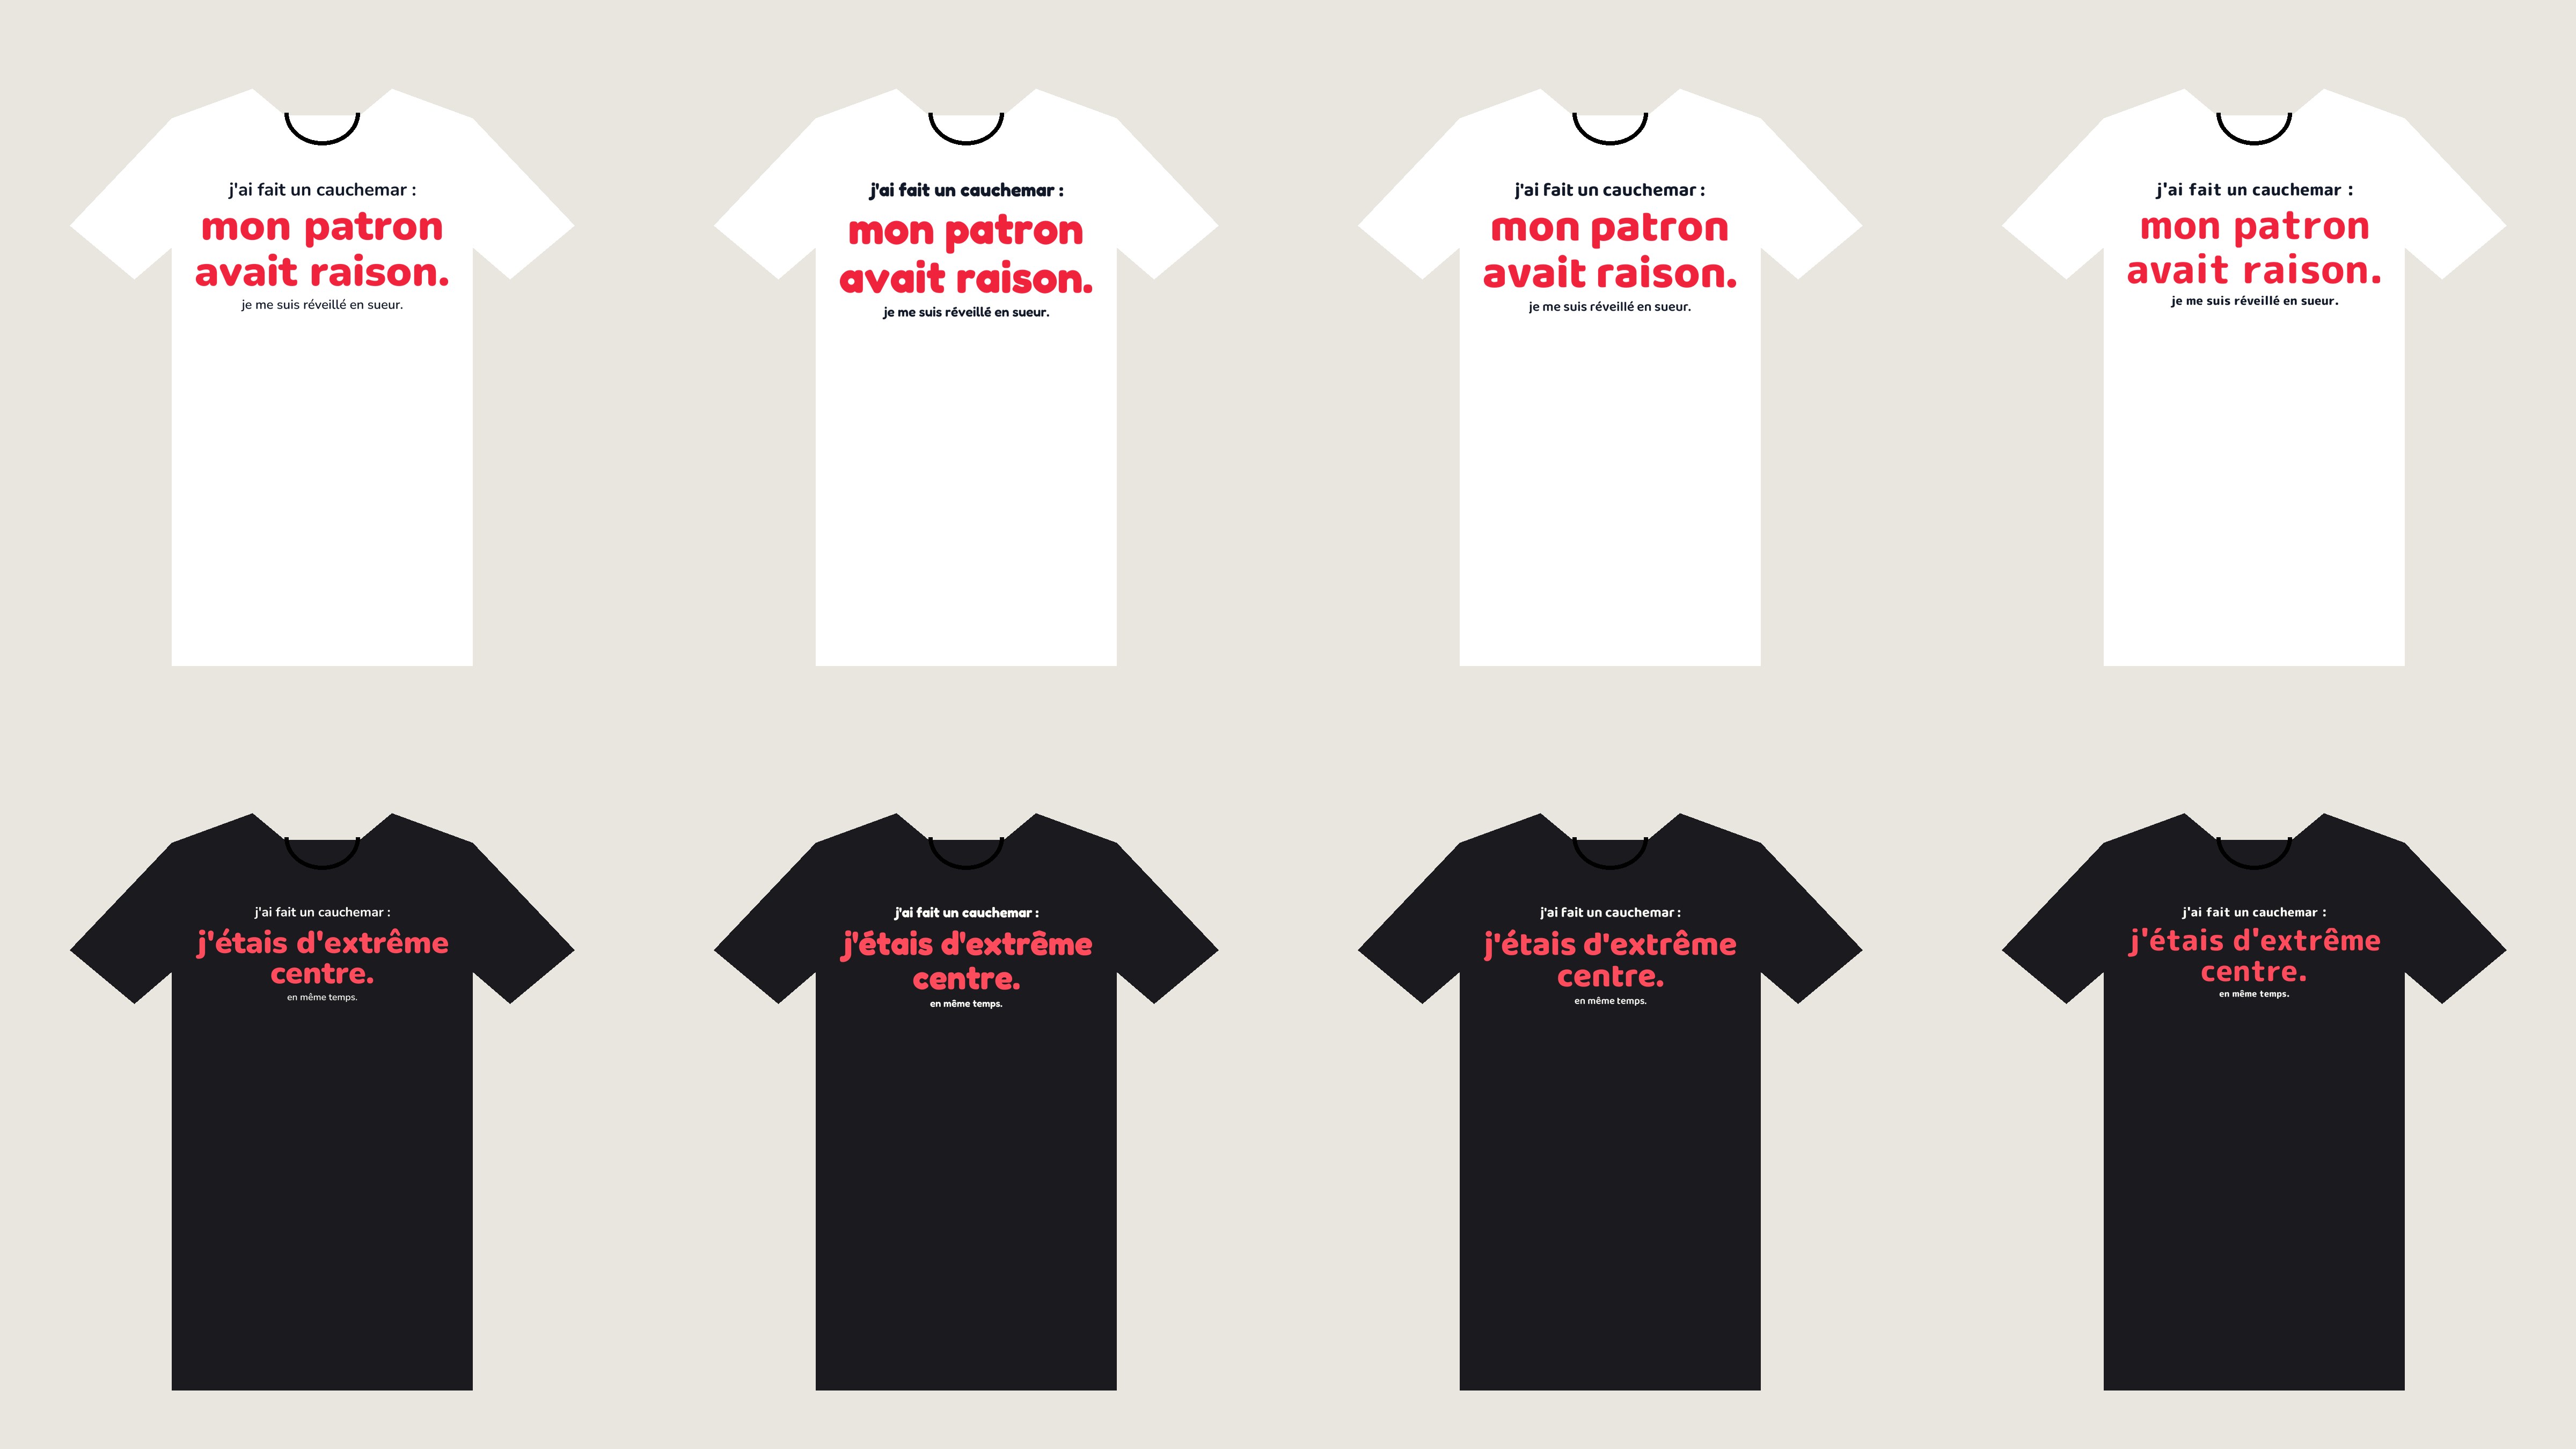 j'ai fait un cauchemar :
mon patron
avait raison.
je me suis réveillé en sueur.
j'ai fait un cauchemar :
mon patron
avait raison.
je me suis réveillé en sueur.
j'ai fait un cauchemar :
mon patron
avait raison.
je me suis réveillé en sueur.
j'ai fait un cauchemar :
mon patron
avait raison.
je me suis réveillé en sueur.
j'ai fait un cauchemar :
j'étais d'extrême
centre.
en même temps.
j'ai fait un cauchemar :
j'étais d'extrême
centre.
en même temps.
j'ai fait un cauchemar :
j'étais d'extrême
centre.
en même temps.
j'ai fait un cauchemar :
j'étais d'extrême
centre.
en même temps.